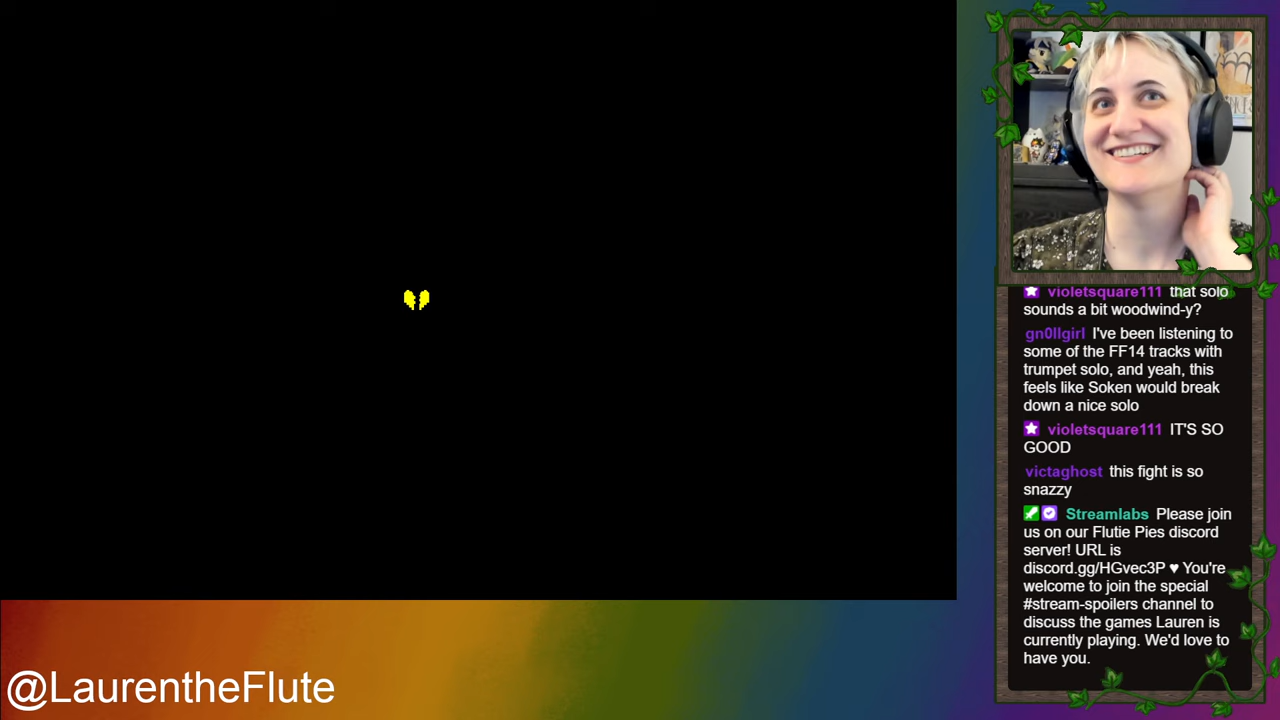 violetsquare111 that solo
sounds a bit woodwind-y?
gn0llgirl I've been listening to
some of the FF14 tracks with
trumpet solo, and yeah, this
feels like Soken would break
down a nice solo
violetsquare111 IT'S SO
GOOD
victaghost this fight is so
snazzy
Streamlabs Please join
us on our Flutie Pies discord
server! URL is
discord.gg/HGvec3P ♥ You're
welcome to join the special
#stream-spoilers channel to
discuss the games Lauren is
currently playing. We'd love to
have you.
@LaurentheFlute